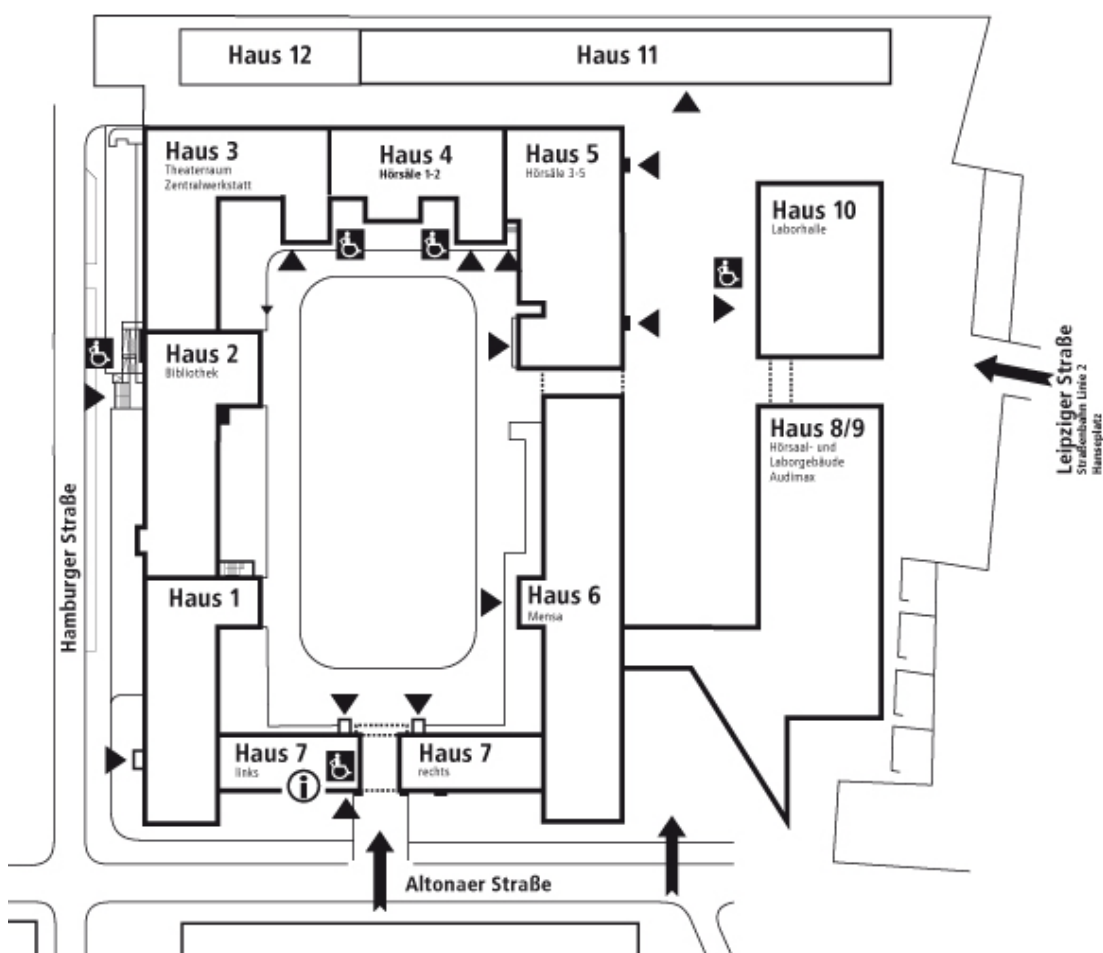 Haus 12
Haus 11
Haus 3
Theaterraum
Zentralwerkstatt
Haus 4
Hörsäle 1-2
Haus 5
Hörsäle 3-5
Haus 10
Laborhalle
Haus 2
Bibliothek
Leipziger Straße
Straßenbahn Linie 2
Hanseplatz
Haus 8/9
Hörsaal- und
Laborgebäude
Audimax
Hamburger Straße
Haus 1
Haus 6
Mensa
Haus 7
links
i
Haus 7
rechts
Altonaer Straße